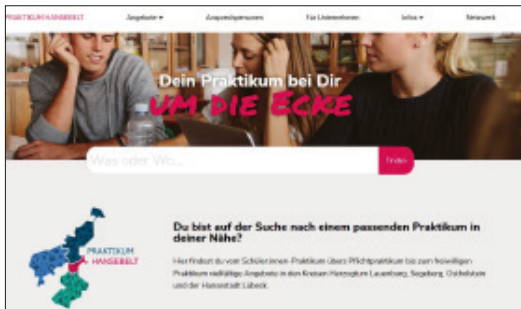 PRAKTIKUM HANSEBELT Angebote ▾ Ansprechpersonen Für Unternehmen Infos ▾ Netzwerk
Dein Praktikum bei Dir
UM DIE ECKE
Was oder Wo... finden
PRAKTIKUM
HANSEBELT
Du bist auf der Suche nach einem passenden Praktikum in
deiner Nähe?
Hier findest du vom Schüler:innen-Praktikum übers Pflichtpraktikum bis zum freiwilligen
Praktikum vielfältige Angebote in den Kreisen Herzogtum Lauenburg, Segeberg, Ostholstein
und der Hansestadt Lübeck.